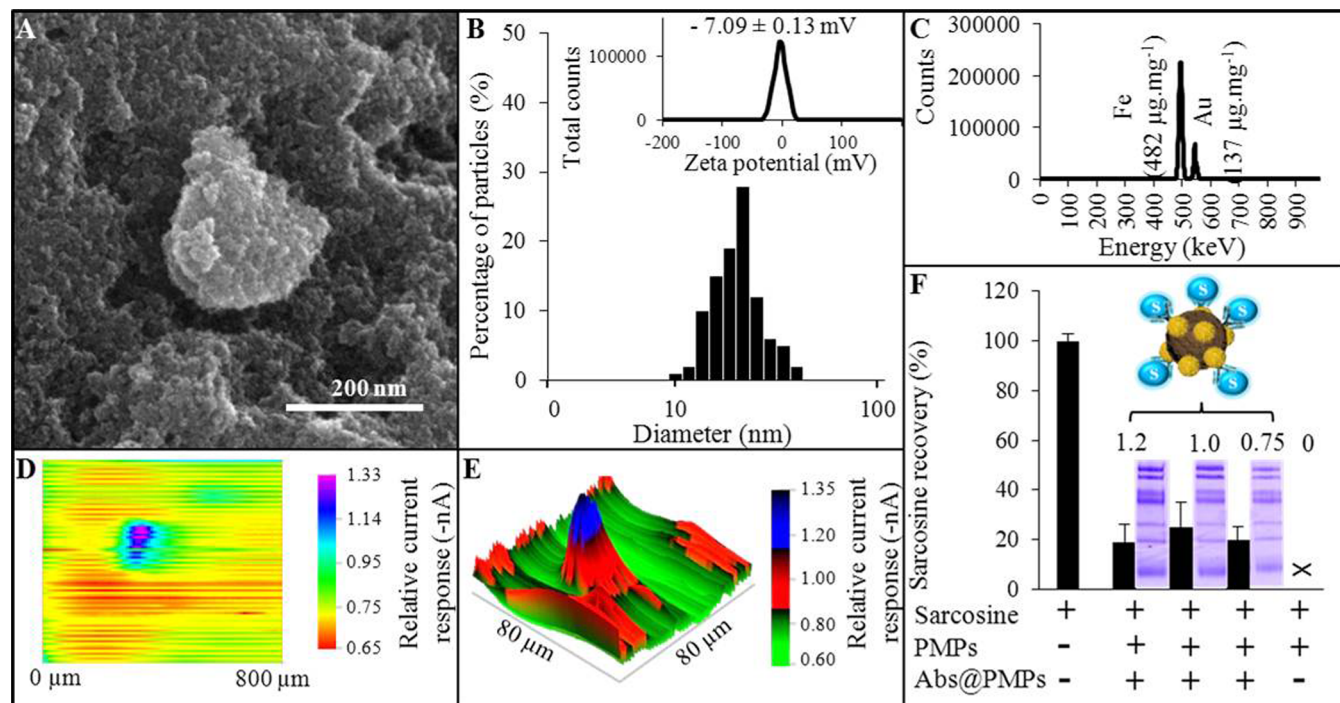 A
200 nm
B
Percentage of particles (%)
50
40
30
20
10
0
0
10
100
Diameter (nm)
- 7.09 ± 0.13 mV
Total counts
100000
0
-200
-100
0
100
Zeta potential (mV)
C
Counts
300000
200000
100000
0
Fe
(482 µg.mg-1)
Au
(137 µg.mg-1)
0
100
200
300
400
500
600
700
800
900
Energy (keV)
D
0 µm
800 µm
1.33
1.14
0.95
0.75
0.65
Relative current
response (-nA)
E
80 µm
80 µm
1.35
1.20
1.00
0.80
0.60
Relative current
response (-nA)
F
Sarcosine recovery (%)
120
100
80
60
40
20
0
S
S
S
S
S
1.2
1.0
0.75
0
x
Sarcosine + + + + +
PMPs - + + + +
Abs@PMPs - + + + -